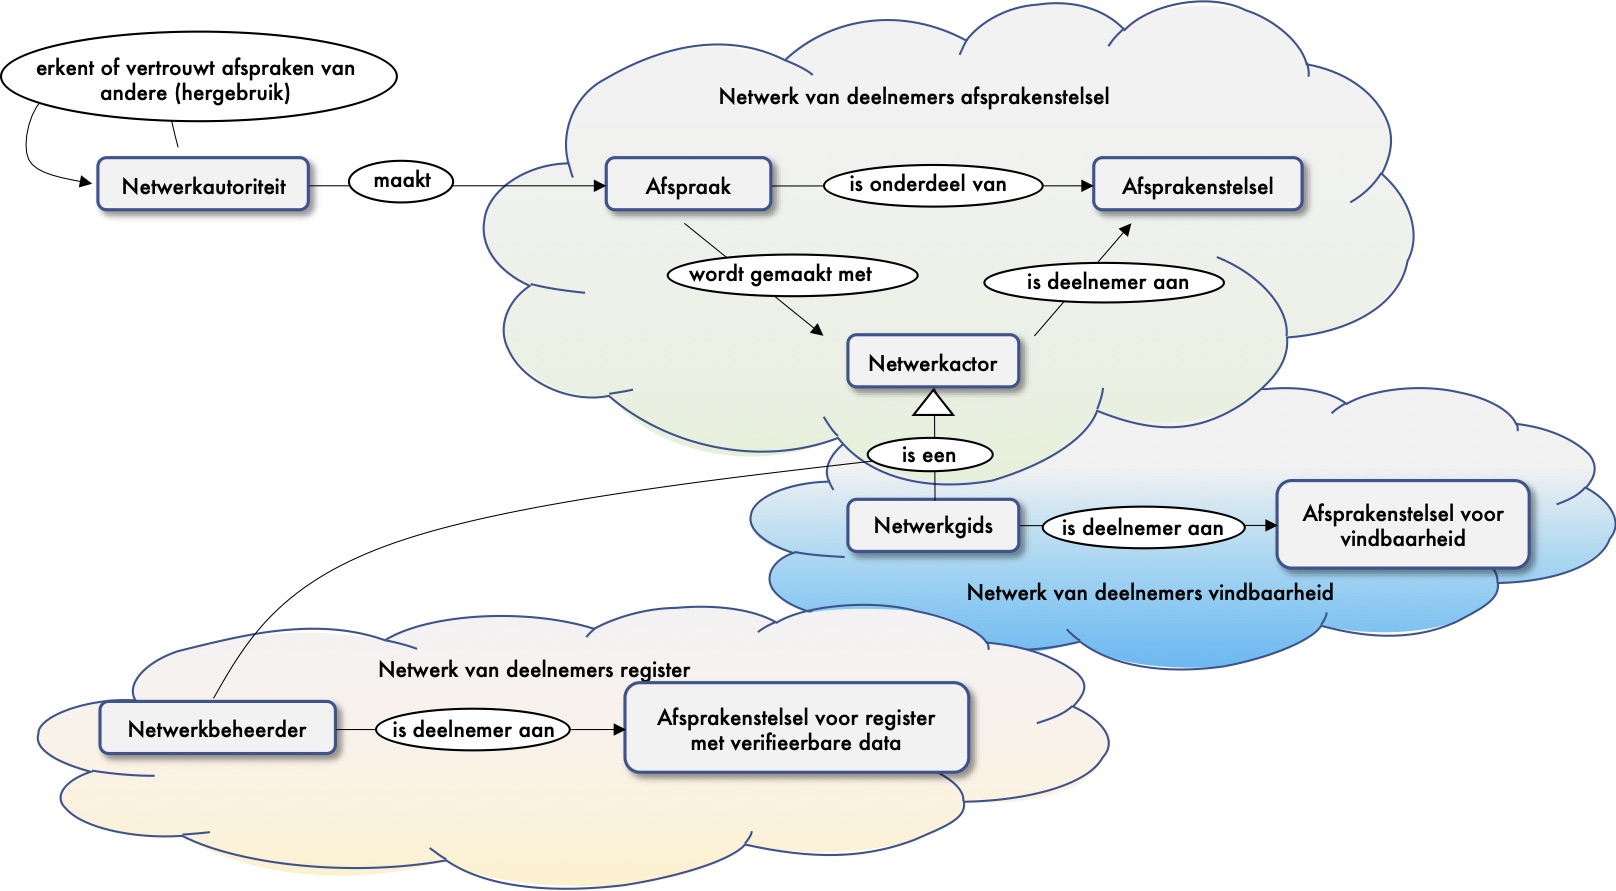 erkent of vertrouwt afspraken van
andere (hergebruik)
Netwerk van deelnemers afsprakenstelsel
Netwerkautoriteit
maakt
Afspraak
is onderdeel van
Afsprakenstelsel
wordt gemaakt met
is deelnemer aan
Netwerkactor
is een
Netwerkgids
is deelnemer aan
Afsprakenstelsel voor
vindbaarheid
Netwerk van deelnemers vindbaarheid
Netwerk van deelnemers register
Netwerkbeheerder
is deelnemer aan
Afsprakenstelsel voor register
met verifieerbare data